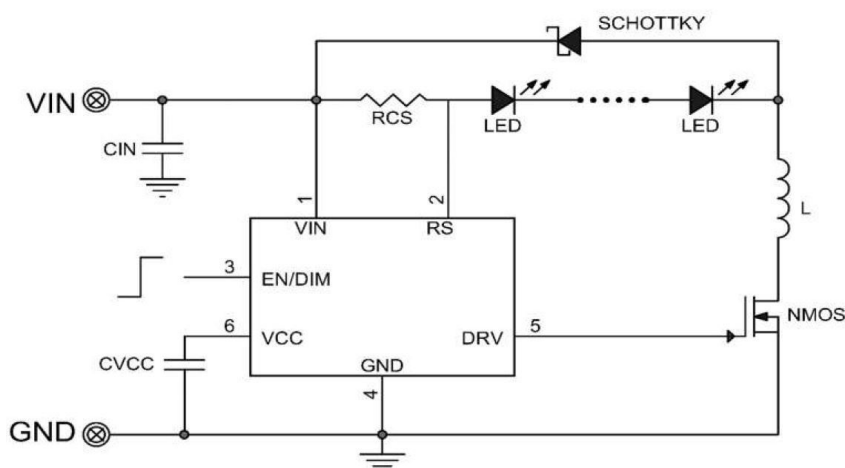 SCHOTTKY
VIN
RCS
LED
LED
CIN
1
2
L
VIN
RS
3
EN/DIM
NMOS
6
VCC
DRV
5
CVCC
GND
4
GND